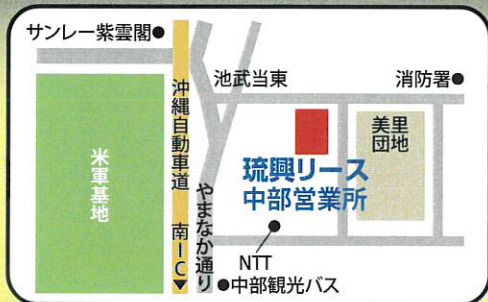 サンレー紫雲閣
池武当東
消防署
沖縄自動車道
米軍基地
美里
団地
琉興リース
中部営業所
やまなか通り
南IC
NTT
中部観光バス